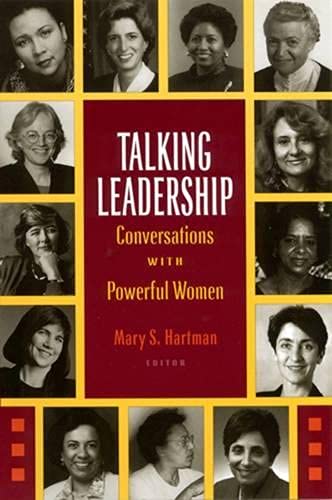 TALKING
LEADERSHIP
Conversations
WITH
Powerful Women
Mary S. Hartman
EDITOR